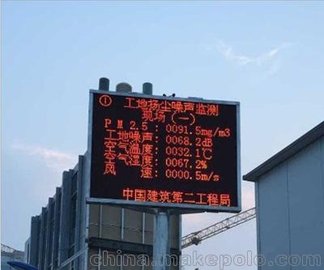 ① 工地扬尘噪声监测
现场(一)
PM2.5:0091.5mg/m3
工地噪声:0068.2dB
空气温度:0032.1℃
空气湿度:0067.2%
风 速:0000.5m/s
中国建筑第二工程局
china.makepolo.com